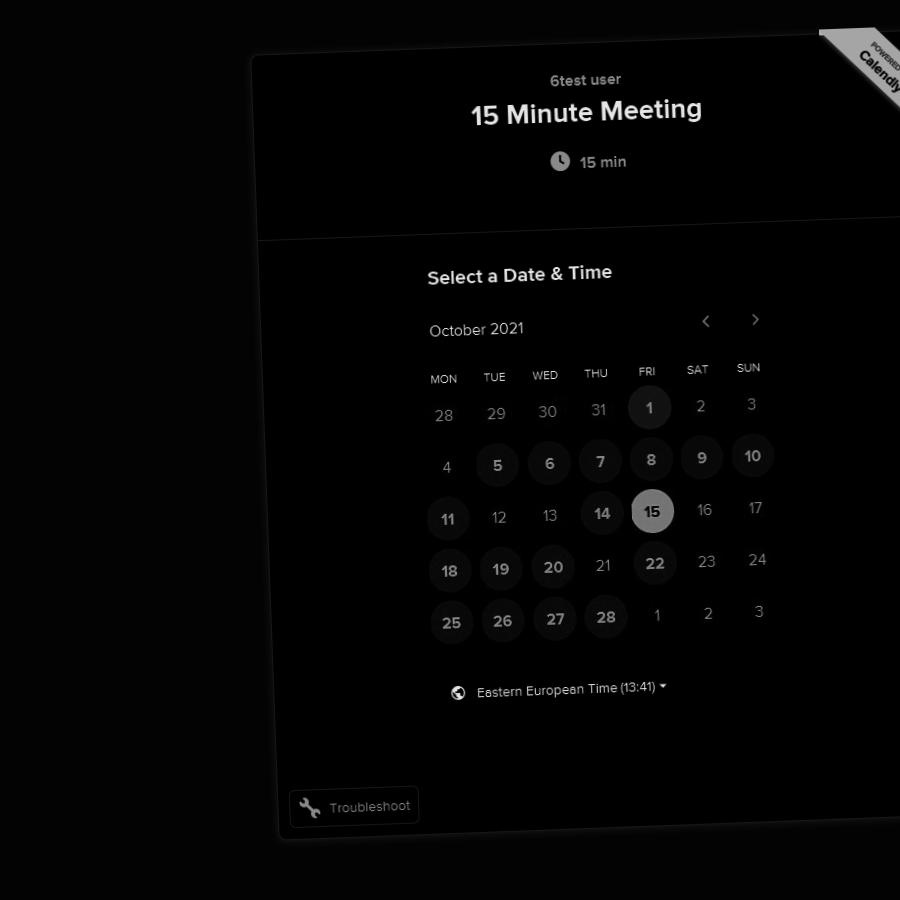 POWERED
Calendly
6test user
15 Minute Meeting
15 min
Select a Date & Time
October 2021
MON TUE WED THU FRI SAT SUN
28 29 30 31 1 2 3
4 5 6 7 8 9 10
11 12 13 14 15 16 17
18 19 20 21 22 23 24
25 26 27 28 1 2 3
Eastern European Time (13:41)
Troubleshoot